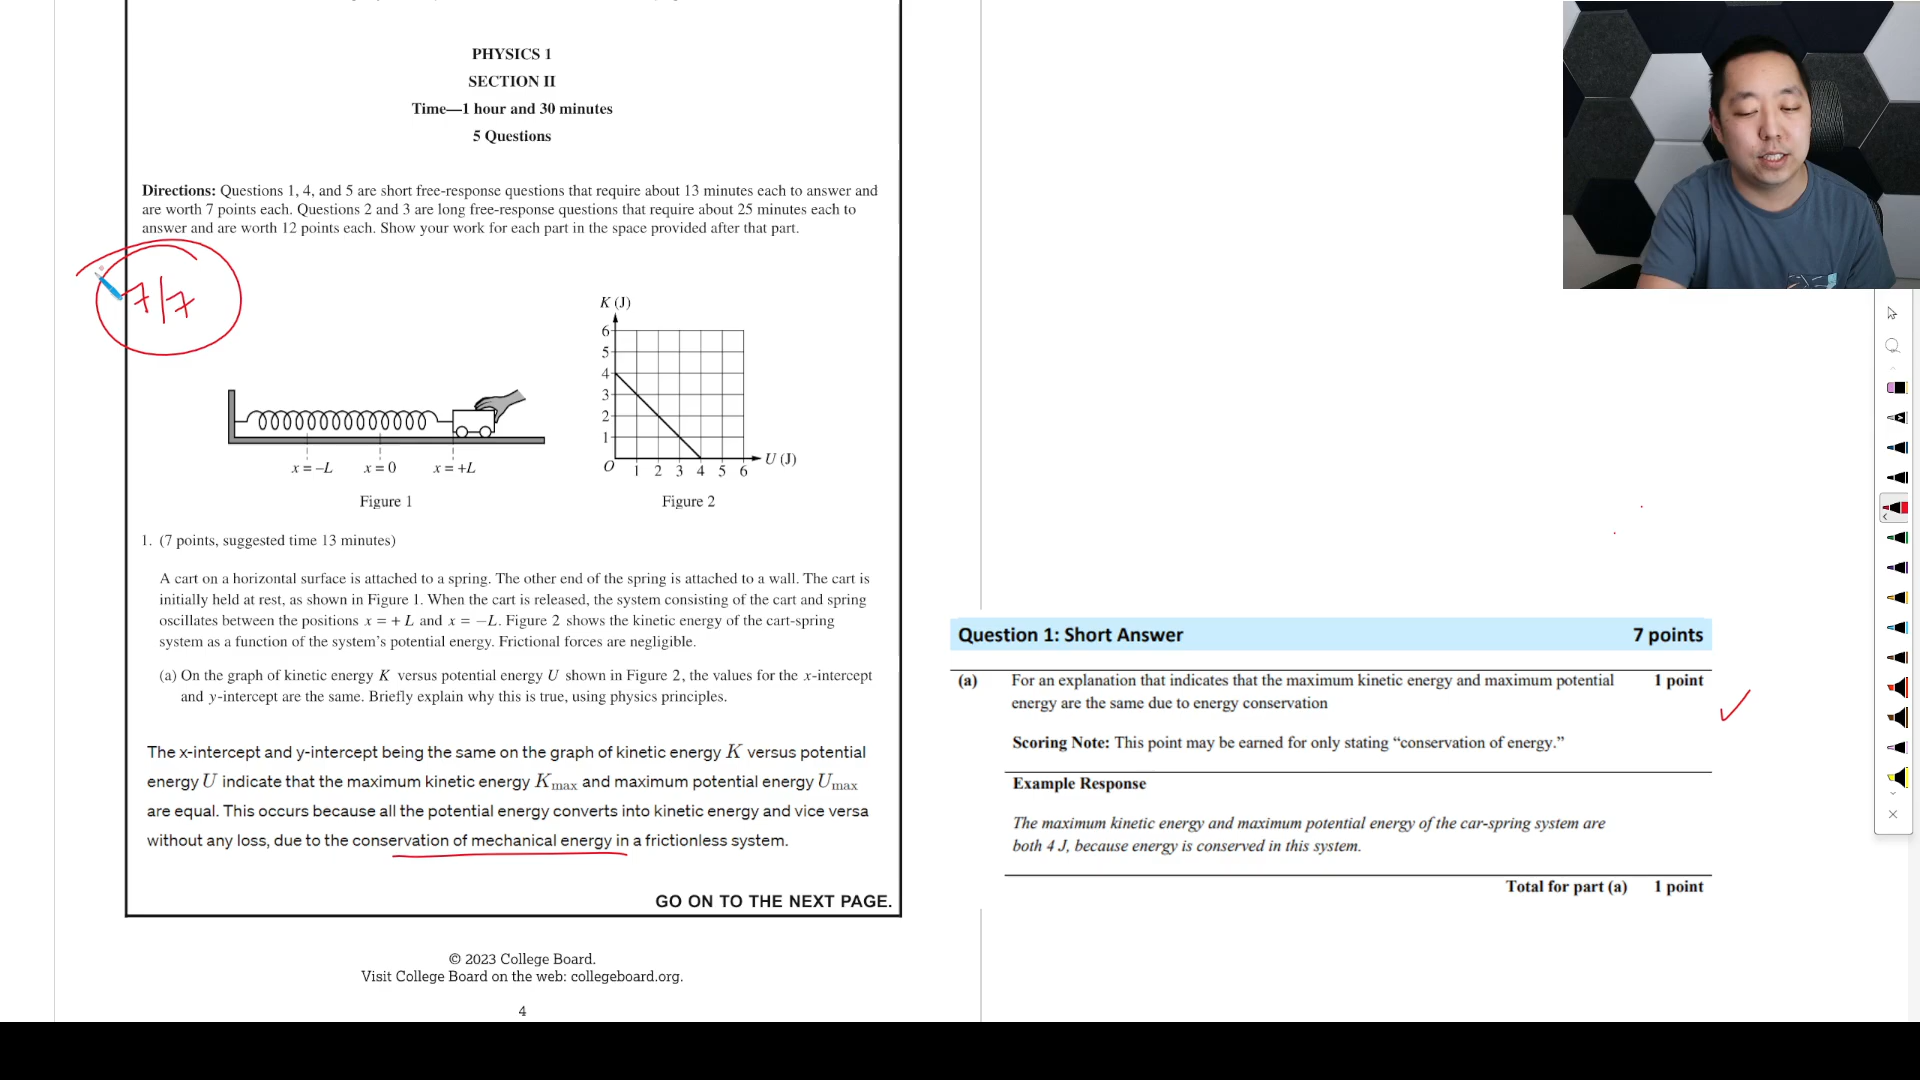 PHYSICS 1
SECTION II
Time—1 hour and 30 minutes
5 Questions
Directions: Questions 1, 4, and 5 are short free-response questions that require about 13 minutes each to answer and
are worth 7 points each. Questions 2 and 3 are long free-response questions that require about 25 minutes each to
answer and are worth 12 points each. Show your work for each part in the space provided after that part.
7/7
K (J)
6
5
4
3
2
1
O
1 2 3 4 5 6
U (J)
x = −L x = 0 x = +L
Figure 1
Figure 2
1. (7 points, suggested time 13 minutes)
A cart on a horizontal surface is attached to a spring. The other end of the spring is attached to a wall. The cart is
initially held at rest, as shown in Figure 1. When the cart is released, the system consisting of the cart and spring
oscillates between the positions x = + L and x = −L. Figure 2 shows the kinetic energy of the cart-spring
system as a function of the system’s potential energy. Frictional forces are negligible.
(a) On the graph of kinetic energy K versus potential energy U shown in Figure 2, the values for the x-intercept
and y-intercept are the same. Briefly explain why this is true, using physics principles.
The x-intercept and y-intercept being the same on the graph of kinetic energy K versus potential
energy U indicate that the maximum kinetic energy Kmax and maximum potential energy Umax
are equal. This occurs because all the potential energy converts into kinetic energy and vice versa
without any loss, due to the conservation of mechanical energy in a frictionless system.
GO ON TO THE NEXT PAGE.
© 2023 College Board.
Visit College Board on the web: collegeboard.org.
4
Question 1: Short Answer 7 points
(a) For an explanation that indicates that the maximum kinetic energy and maximum potential 1 point
energy are the same due to energy conservation
Scoring Note: This point may be earned for only stating “conservation of energy.”
Example Response
The maximum kinetic energy and maximum potential energy of the car-spring system are
both 4 J, because energy is conserved in this system.
Total for part (a) 1 point